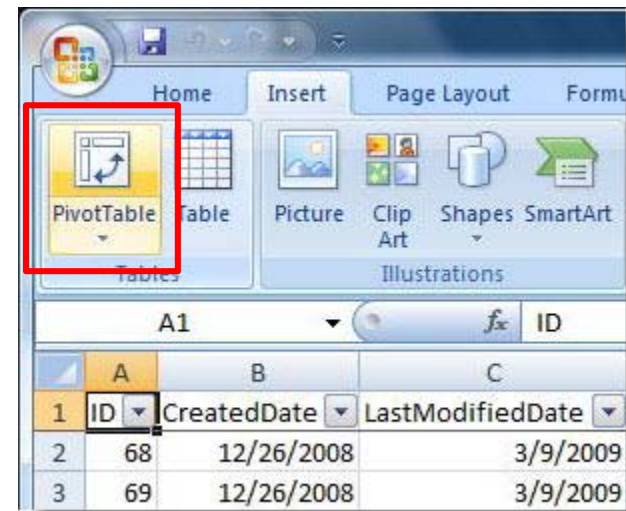 Home Insert Page Layout Formu
PivotTable Table Picture Clip Art Shapes SmartArt
Tables Illustrations
A1 fx ID
A B C
1 ID CreatedDate LastModifiedDate
2 68 12/26/2008 3/9/2009
3 69 12/26/2008 3/9/2009